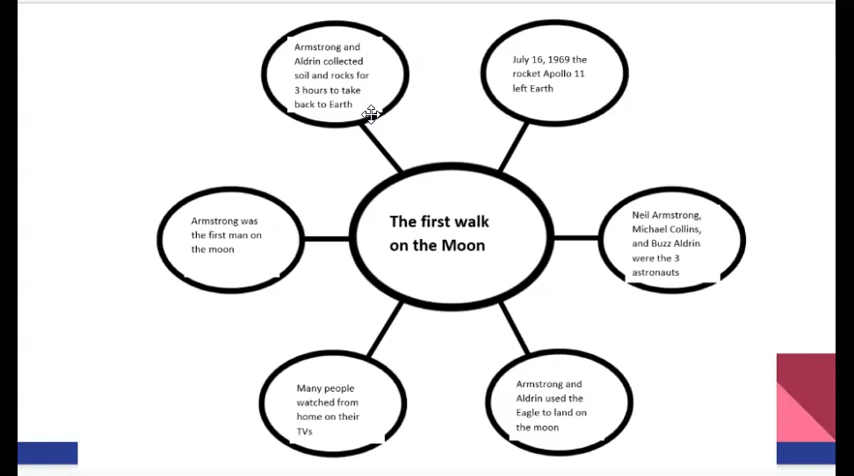 Armstrong and
Aldrin collected
soil and rocks for
3 hours to take
back to Earth
July 16, 1969 the
rocket Apollo 11
left Earth
Armstrong was
the first man on
the moon
The first walk
on the Moon
Neil Armstrong,
Michael Collins,
and Buzz Aldrin
were the 3
astronauts
Many people
watched from
home on their
TVs
Armstrong and
Aldrin used the
Eagle to land on
the moon